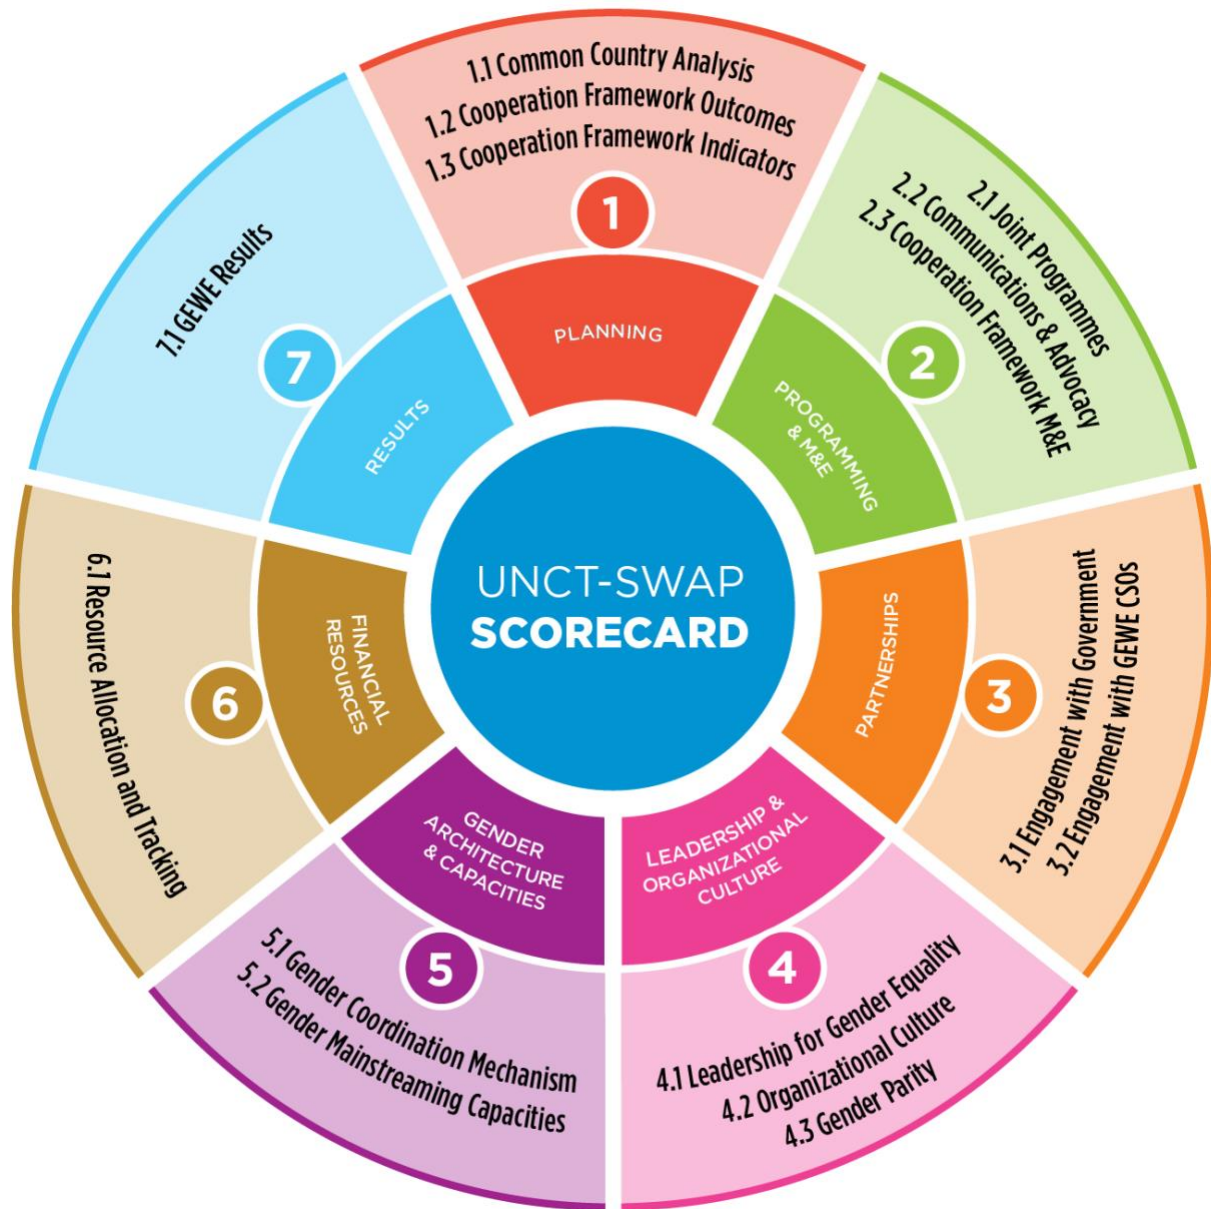 UNCT-SWAP
SCORECARD
1
PLANNING
1.1 Common Country Analysis
1.2 Cooperation Framework Outcomes
1.3 Cooperation Framework Indicators
2
PROGRAMMING
& M&E
2.1 Joint Programmes
2.2 Communications & Advocacy
2.3 Cooperation Framework M&E
3
PARTNERSHIPS
3.1 Engagement with Government
3.2 Engagement with GEWE CSOs
4
LEADERSHIP &
ORGANIZATIONAL
CULTURE
4.1 Leadership for Gender Equality
4.2 Organizational Culture
4.3 Gender Parity
5
GENDER
ARCHITECTURE
& CAPACITIES
5.1 Gender Coordination Mechanism
5.2 Gender Mainstreaming Capacities
6
FINANCIAL
RESOURCES
6.1 Resource Allocation and Tracking
7
RESULTS
7.1 GEWE Results